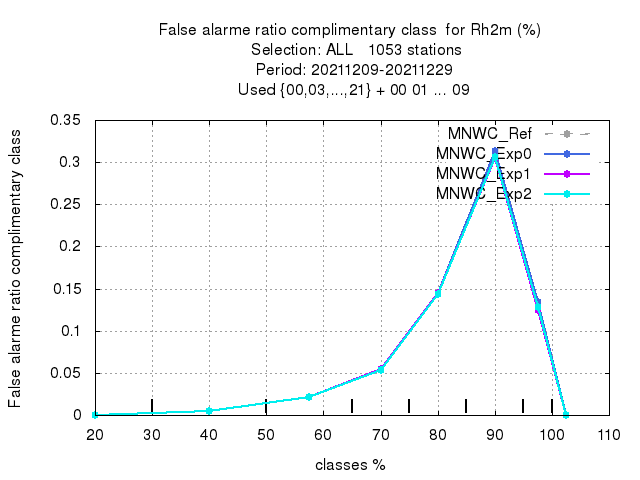 False alarme ratio complimentary class  for Rh2m (%)
Selection: ALL   1053 stations
Period: 20211209-20211229
Used {00,03,...,21} + 00 01 ... 09
False alarme ratio complimentary class
0.35
0.3
0.25
0.2
0.15
0.1
0.05
0
MNWC_Ref
MNWC_Exp0
MNWC_Exp1
MNWC_Exp2
20 30 40 50 60 70 80 90 100 110
classes %